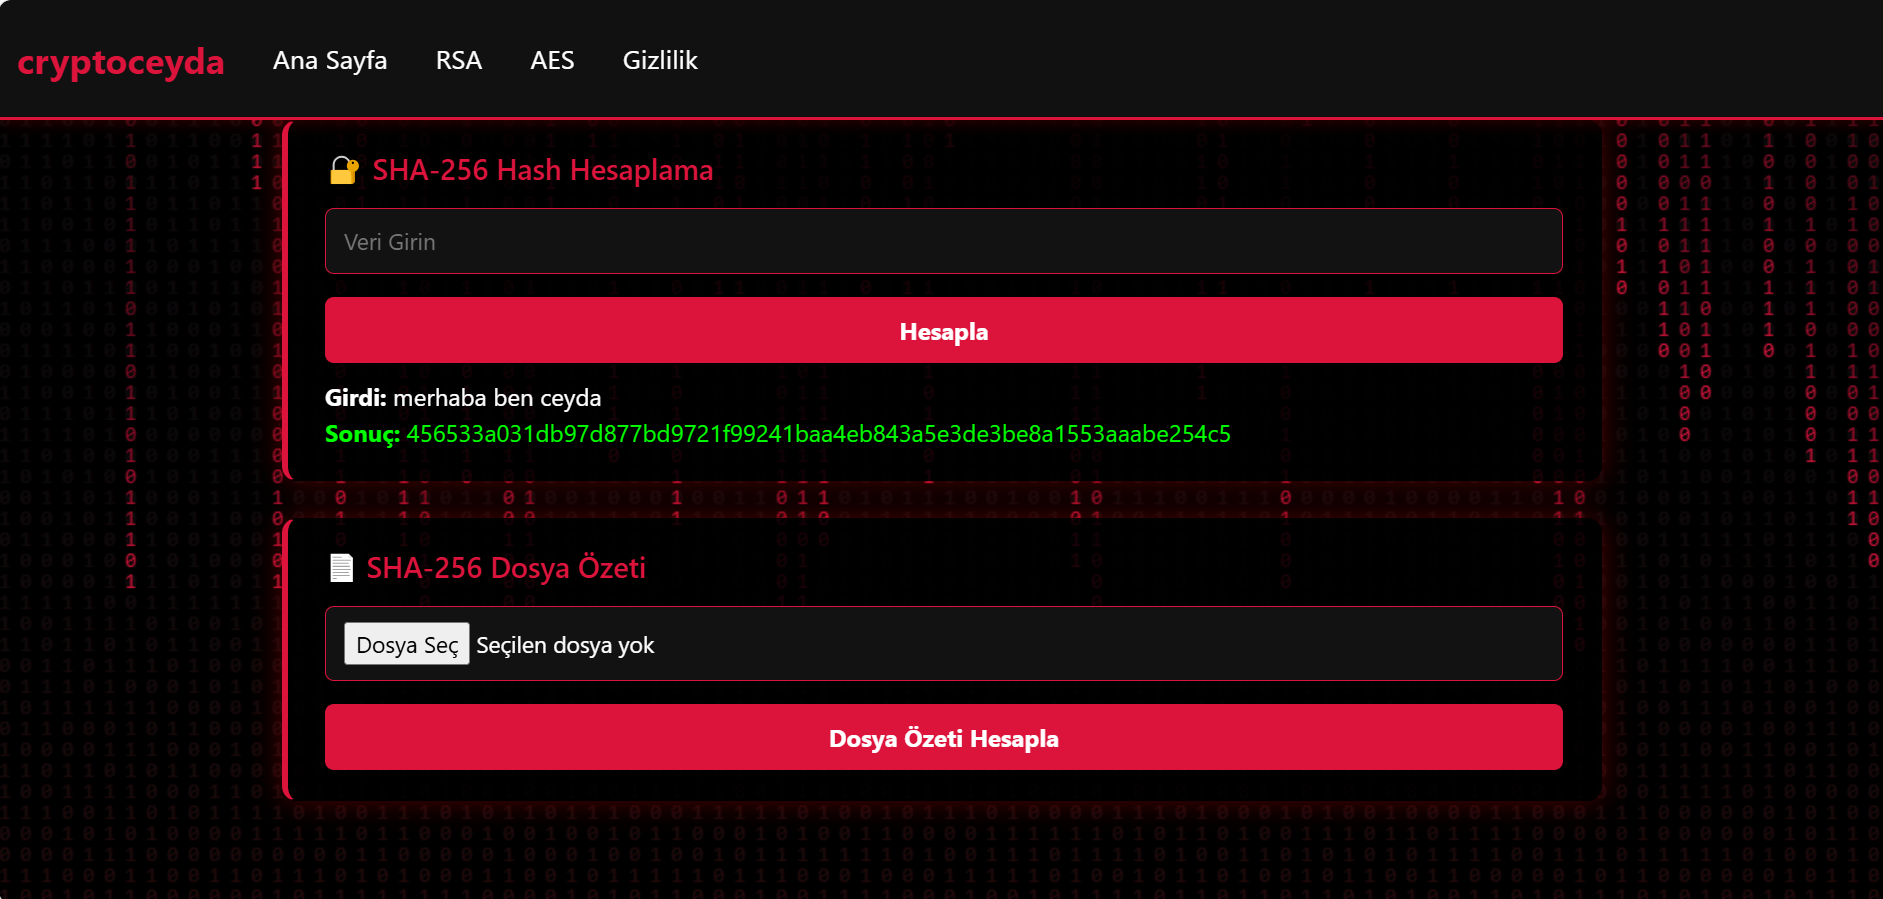 cryptoceyda Ana Sayfa RSA AES Gizlilik
SHA-256 Hash Hesaplama
Veri Girin
Hesapla
Girdi: merhaba ben ceyda
Sonuç: 456533a031db97d877bd9721f99241baa4eb843a5e3de3be8a1553aaabe254c5
SHA-256 Dosya Özeti
Dosya Seç Seçilen dosya yok
Dosya Özeti Hesapla